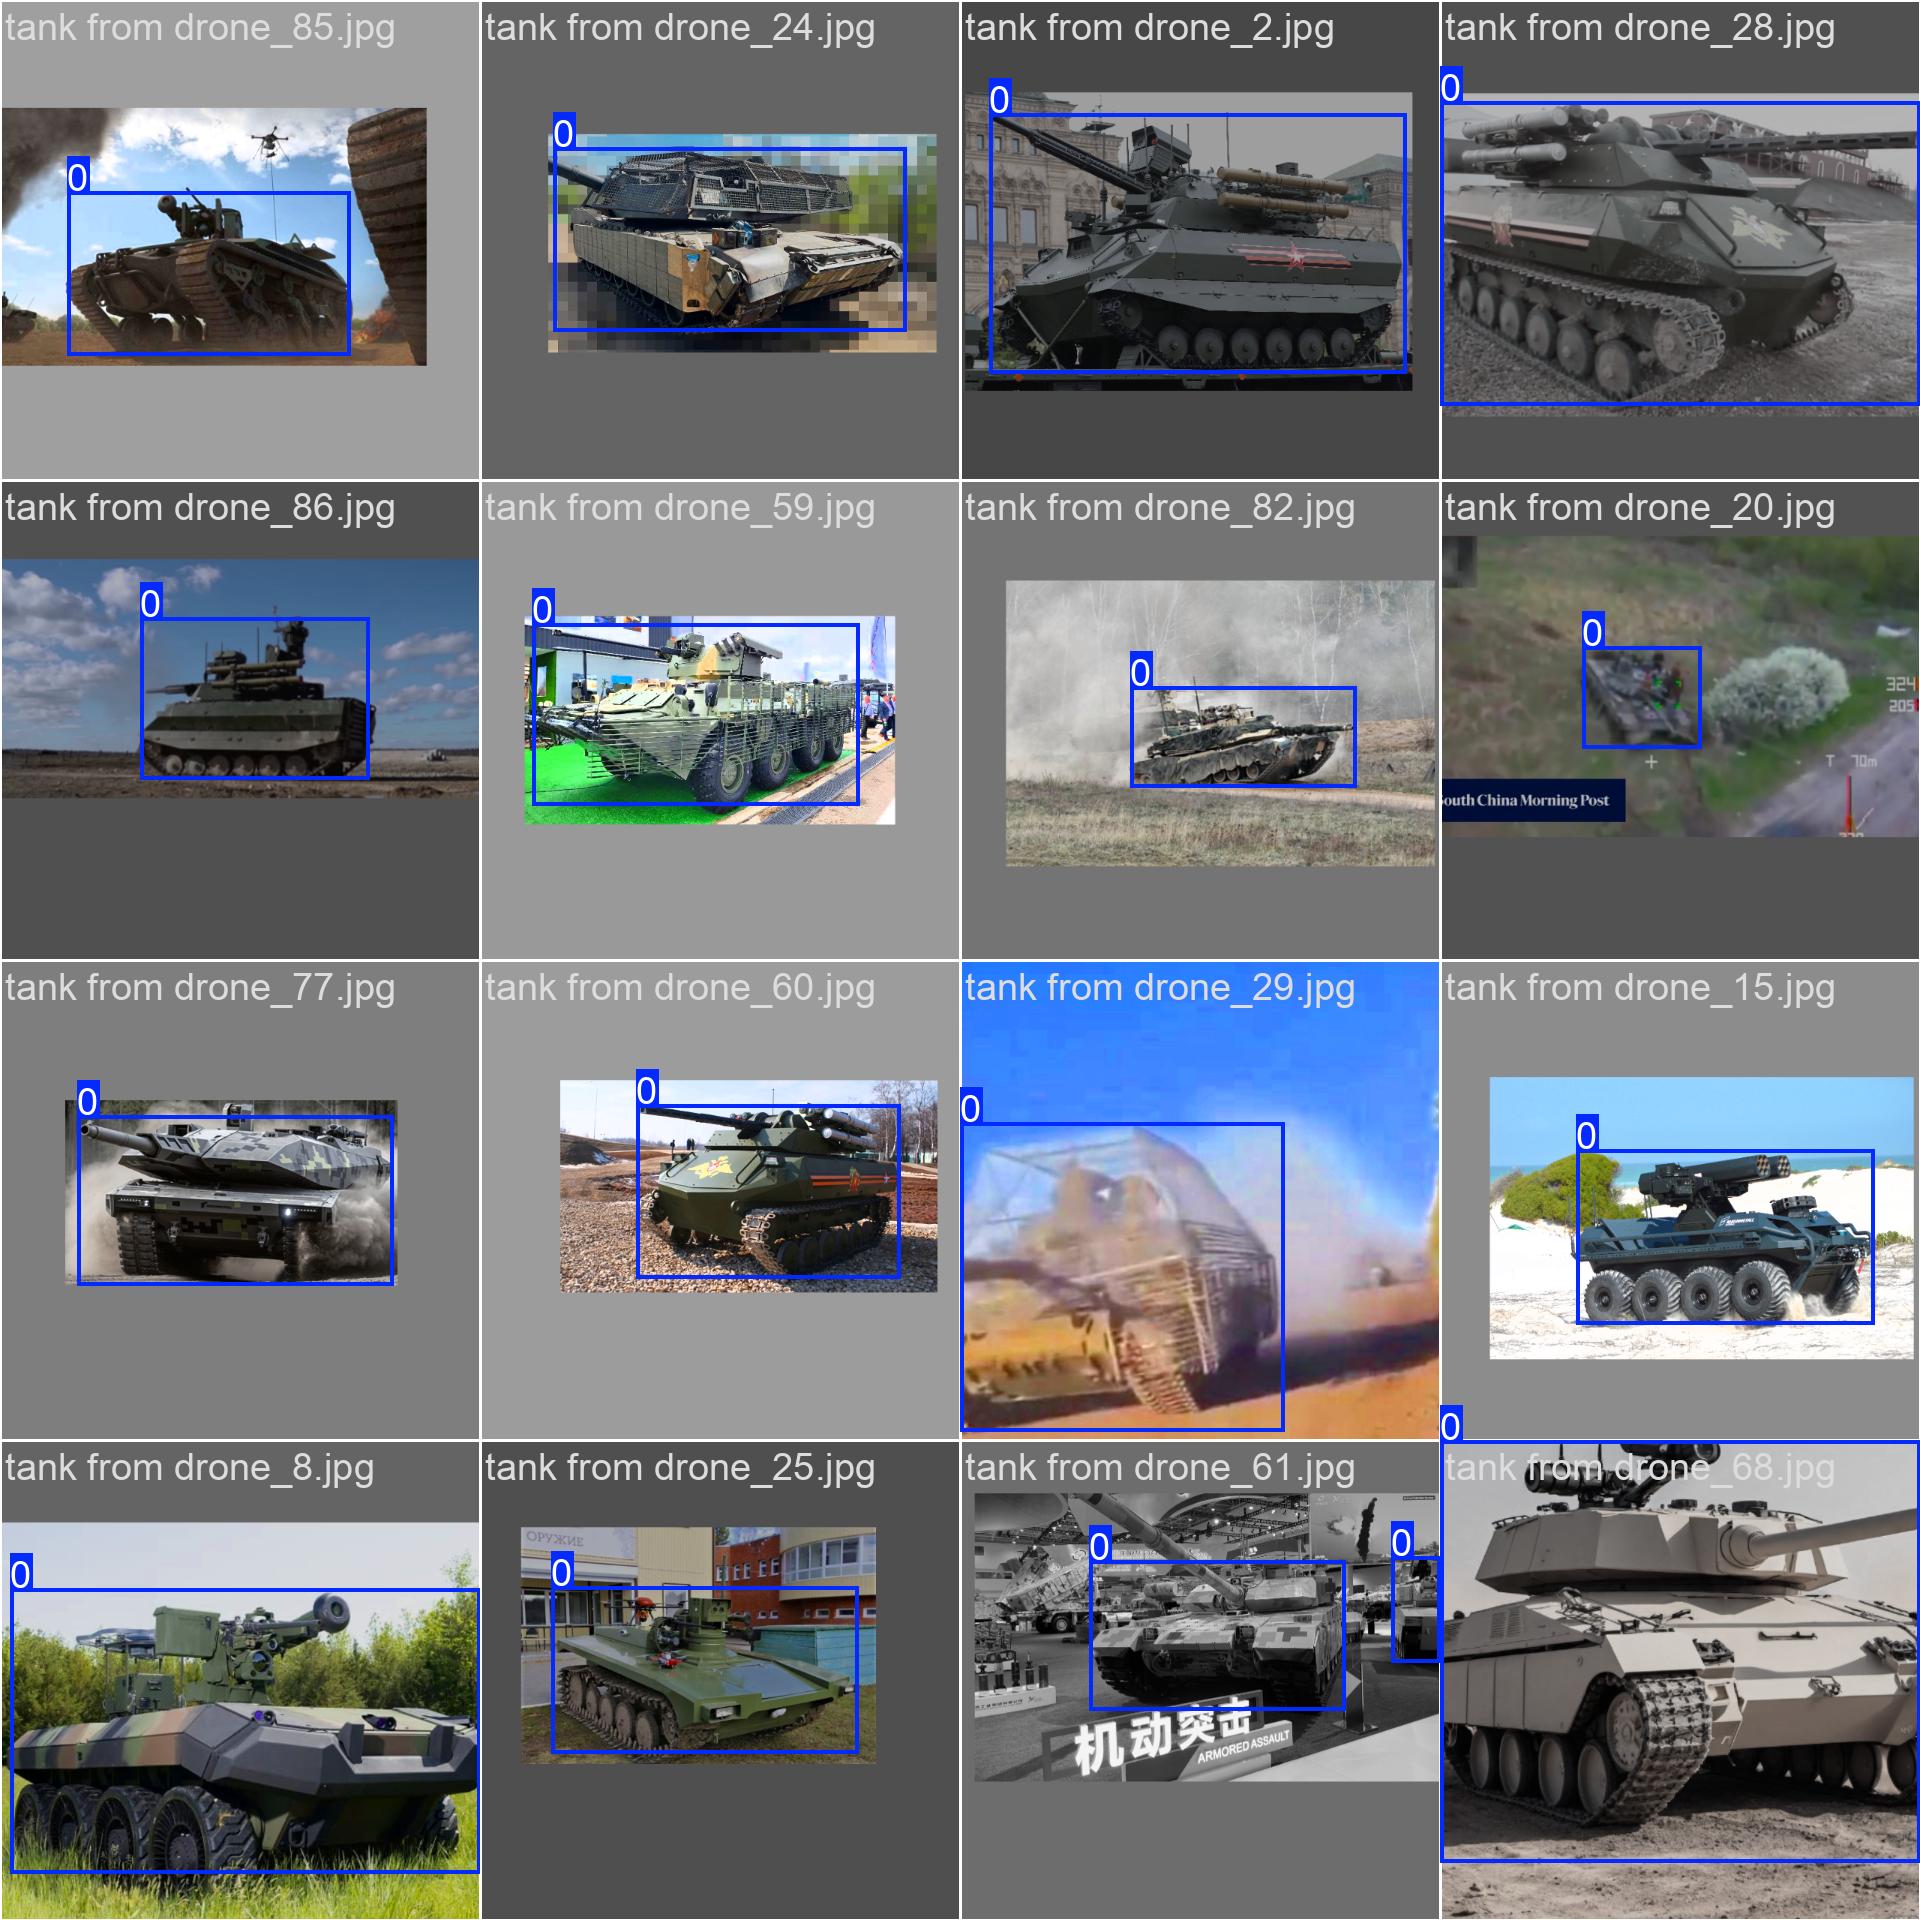 tank from drone_85.jpg
tank from drone_24.jpg
tank from drone_2.jpg
tank from drone_28.jpg
0
0
0
0
tank from drone_86.jpg
tank from drone_59.jpg
tank from drone_82.jpg
tank from drone_20.jpg
0
0
0
0
324
205
T 70m
outh China Morning Post
tank from drone_77.jpg
tank from drone_60.jpg
tank from drone_29.jpg
tank from drone_15.jpg
0
0
0
0
tank from drone_8.jpg
tank from drone_25.jpg
tank from drone_61.jpg
tank from drone_68.jpg
0
0
0
0
0
ОРУЖИЕ
机动突击
ARMORED ASSAULT